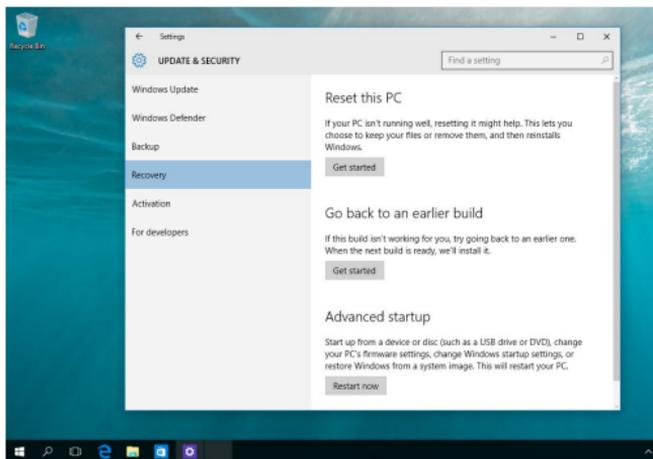 Recycle Bin
Settings
UPDATE & SECURITY
Find a setting
Windows Update
Windows Defender
Backup
Recovery
Activation
For developers
Reset this PC
If your PC isn't running well, resetting it might help. This lets you
choose to keep your files or remove them, and then reinstalls
Windows.
Get started
Go back to an earlier build
If this build isn't working for you, try going back to an earlier one.
When the next build is ready, we'll install it.
Get started
Advanced startup
Start up from a device or disc (such as a USB drive or DVD), change
your PC's firmware settings, change Windows startup settings, or
restore Windows from a system image. This will restart your PC.
Restart now